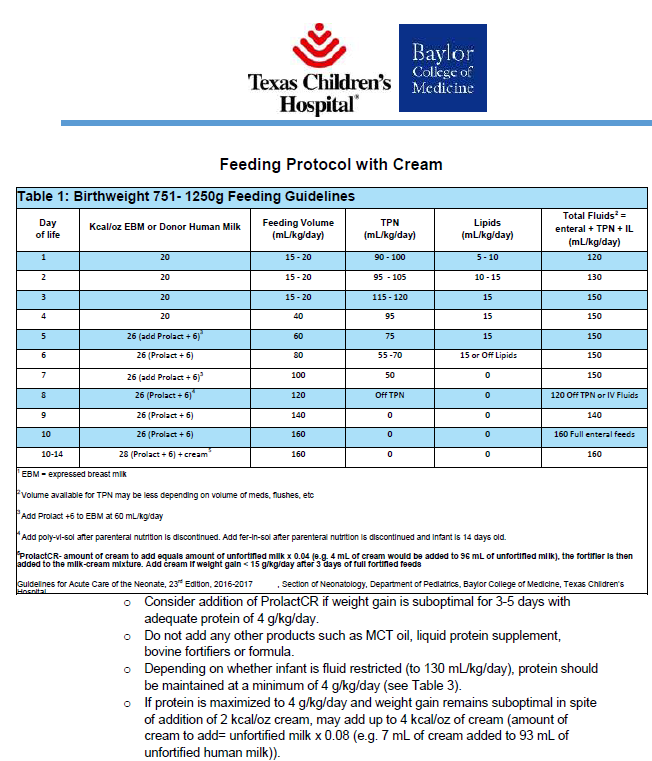 Texas Children's
Hospital®
Baylor
College of
Medicine
Feeding Protocol with Cream
Table 1: Birthweight 751- 1250g Feeding Guidelines
Day of life | Kcal/oz EBM or Donor Human Milk | Feeding Volume (mL/kg/day) | TPN (mL/kg/day) | Lipids (mL/kg/day) | Total Fluids² = enteral + TPN + IL (mL/kg/day)
1 | 20 | 15 - 20 | 90 - 100 | 5 - 10 | 120
2 | 20 | 15 - 20 | 95 - 105 | 10 - 15 | 130
3 | 20 | 15 - 20 | 115 - 120 | 15 | 150
4 | 20 | 40 | 95 | 15 | 150
5 | 26 (add Prolact + 6)³ | 60 | 75 | 15 | 150
6 | 26 (Prolact + 6) | 80 | 55 -70 | 15 or Off Lipids | 150
7 | 26 (add Prolact + 6)⁵ | 100 | 50 | 0 | 150
8 | 26 (Prolact + 6)⁴ | 120 | Off TPN | 0 | 120 Off TPN or IV Fluids
9 | 26 (Prolact + 6) | 140 | 0 | 0 | 140
10 | 26 (Prolact + 6) | 160 | 0 | 0 | 160 Full enteral feeds
10-14 | 28 (Prolact + 6) + cream⁵ | 160 | 0 | 0 | 160
¹ EBM = expressed breast milk
² Volume available for TPN may be less depending on volume of meds, flushes, etc
³ Add Prolact +6 to EBM at 60 mL/kg/day
⁴ Add poly-vi-sol after parenteral nutrition is discontinued. Add fer-in-sol after parenteral nutrition is discontinued and infant is 14 days old.
⁵ProlactCR- amount of cream to add equals amount of unfortified milk x 0.04 (e.g. 4 mL of cream would be added to 96 mL of unfortified milk), the fortifier is then
added to the milk-cream mixture. Add cream if weight gain < 15 g/kg/day after 3 days of full fortified feeds
Guidelines for Acute Care of the Neonate, 23rd Edition, 2016-2017 , Section of Neonatology, Department of Pediatrics, Baylor College of Medicine, Texas Children's
Hospital
o Consider addition of ProlactCR if weight gain is suboptimal for 3-5 days with
adequate protein of 4 g/kg/day.
o Do not add any other products such as MCT oil, liquid protein supplement,
bovine fortifiers or formula.
o Depending on whether infant is fluid restricted (to 130 mL/kg/day), protein should
be maintained at a minimum of 4 g/kg/day (see Table 3).
o If protein is maximized to 4 g/kg/day and weight gain remains suboptimal in spite
of addition of 2 kcal/oz cream, may add up to 4 kcal/oz of cream (amount of
cream to add= unfortified milk x 0.08 (e.g. 7 mL of cream added to 93 mL of
unfortified human milk)).